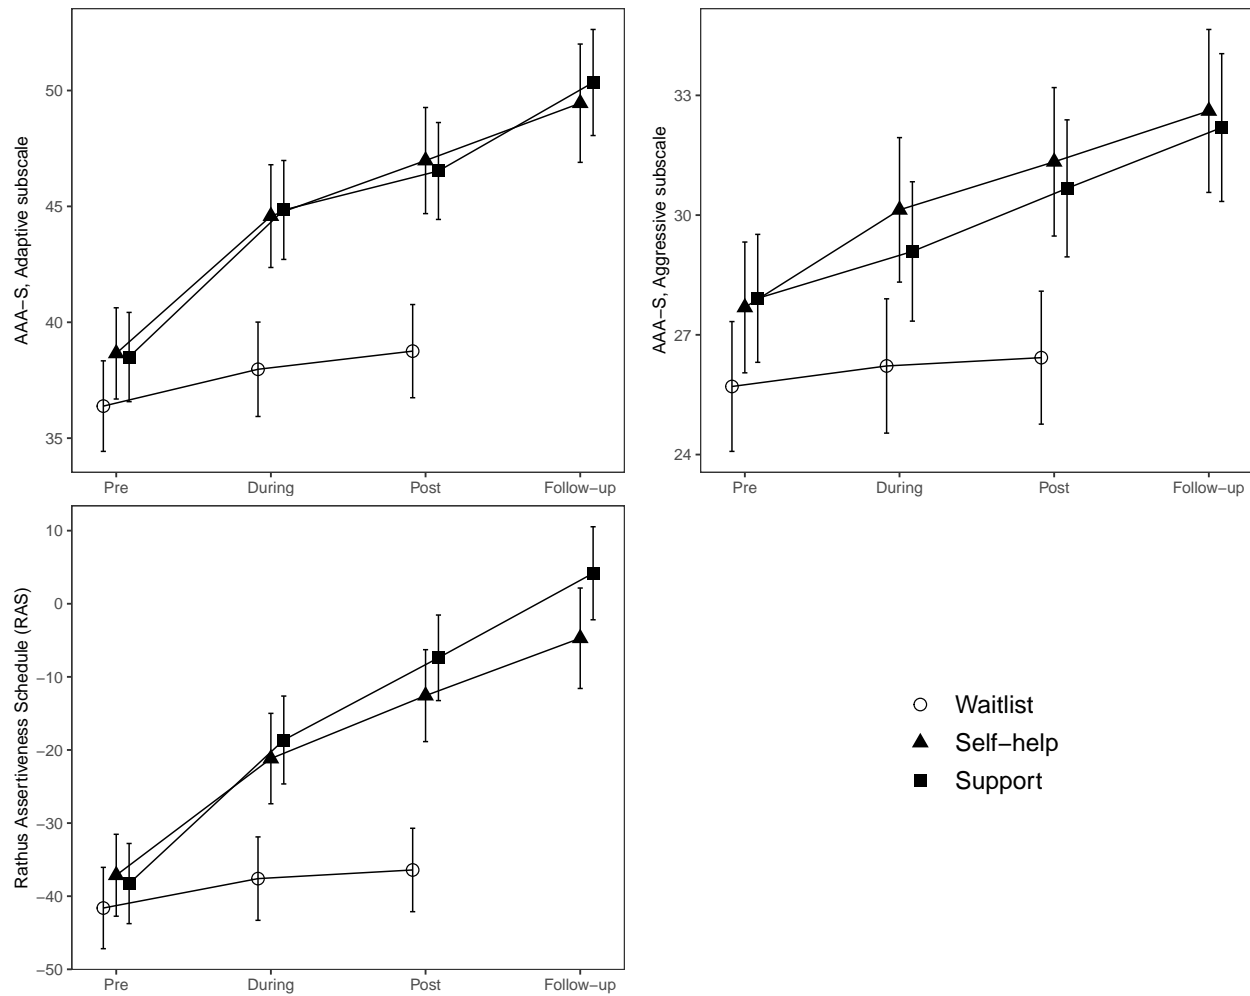 AAA−S, Adaptive subscale
50
45
40
35
Pre During Post Follow−up
AAA−S, Aggressive subscale
33
30
27
24
Pre During Post Follow−up
Rathus Assertiveness Schedule (RAS)
10
0
−10
−20
−30
−40
−50
Pre During Post Follow−up
Waitlist
Self−help
Support